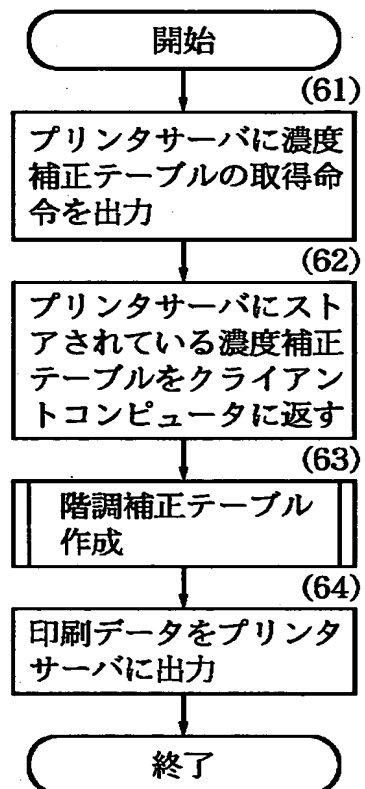 開始
(61)
プリンタサーバに濃度
補正テーブルの取得命
令を出力
(62)
プリンタサーバにスト
アされている濃度補正
テーブルをクライアン
トコンピュータに返す
(63)
階調補正テーブル
作成
(64)
印刷データをプリンタ
サーバに出力
終了